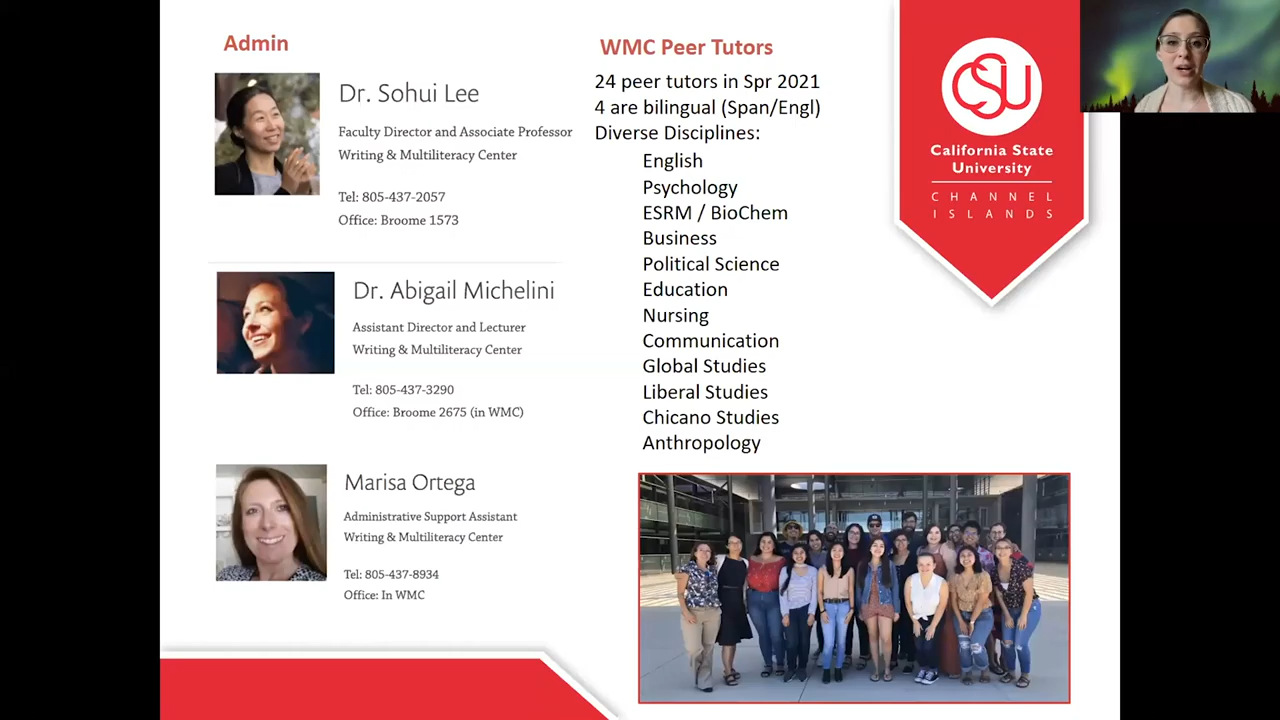 Admin
Dr. Sohui Lee
Faculty Director and Associate Professor
Writing & Multiliteracy Center
Tel: 805-437-2057
Office: Broome 1573
Dr. Abigail Michelini
Assistant Director and Lecturer
Writing & Multiliteracy Center
Tel: 805-437-3290
Office: Broome 2675 (in WMC)
Marisa Ortega
Administrative Support Assistant
Writing & Multiliteracy Center
Tel: 805-437-8934
Office: In WMC
WMC Peer Tutors
24 peer tutors in Spr 2021
4 are bilingual (Span/Engl)
Diverse Disciplines:
English
Psychology
ESRM / BioChem
Business
Political Science
Education
Nursing
Communication
Global Studies
Liberal Studies
Chicano Studies
Anthropology
CSU
California State
University
CHANNEL
ISLANDS